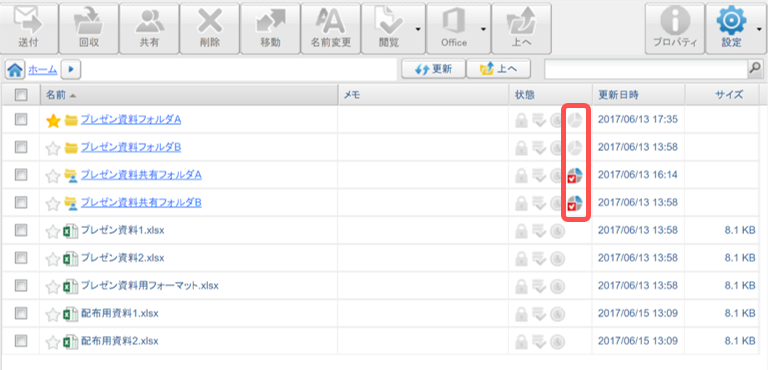 送付 回収 共有 削除 移動 名前変更 閲覧 Office 上へ プロパティ 設定
ホーム 更新 上へ
名前 メモ 状態 更新日時 サイズ
プレゼン資料フォルダA 2017/06/13 17:35
プレゼン資料フォルダB 2017/06/13 13:58
プレゼン資料共有フォルダA 2017/06/13 16:14
プレゼン資料共有フォルダB 2017/06/13 13:58
プレゼン資料1.xlsx 2017/06/13 13:58 8.1 KB
プレゼン資料2.xlsx 2017/06/13 13:58 8.1 KB
プレゼン資料用フォーマット.xlsx 2017/06/13 13:58 8.1 KB
配布用資料1.xlsx 2017/06/15 13:09 8.1 KB
配布用資料2.xlsx 2017/06/15 13:09 8.1 KB